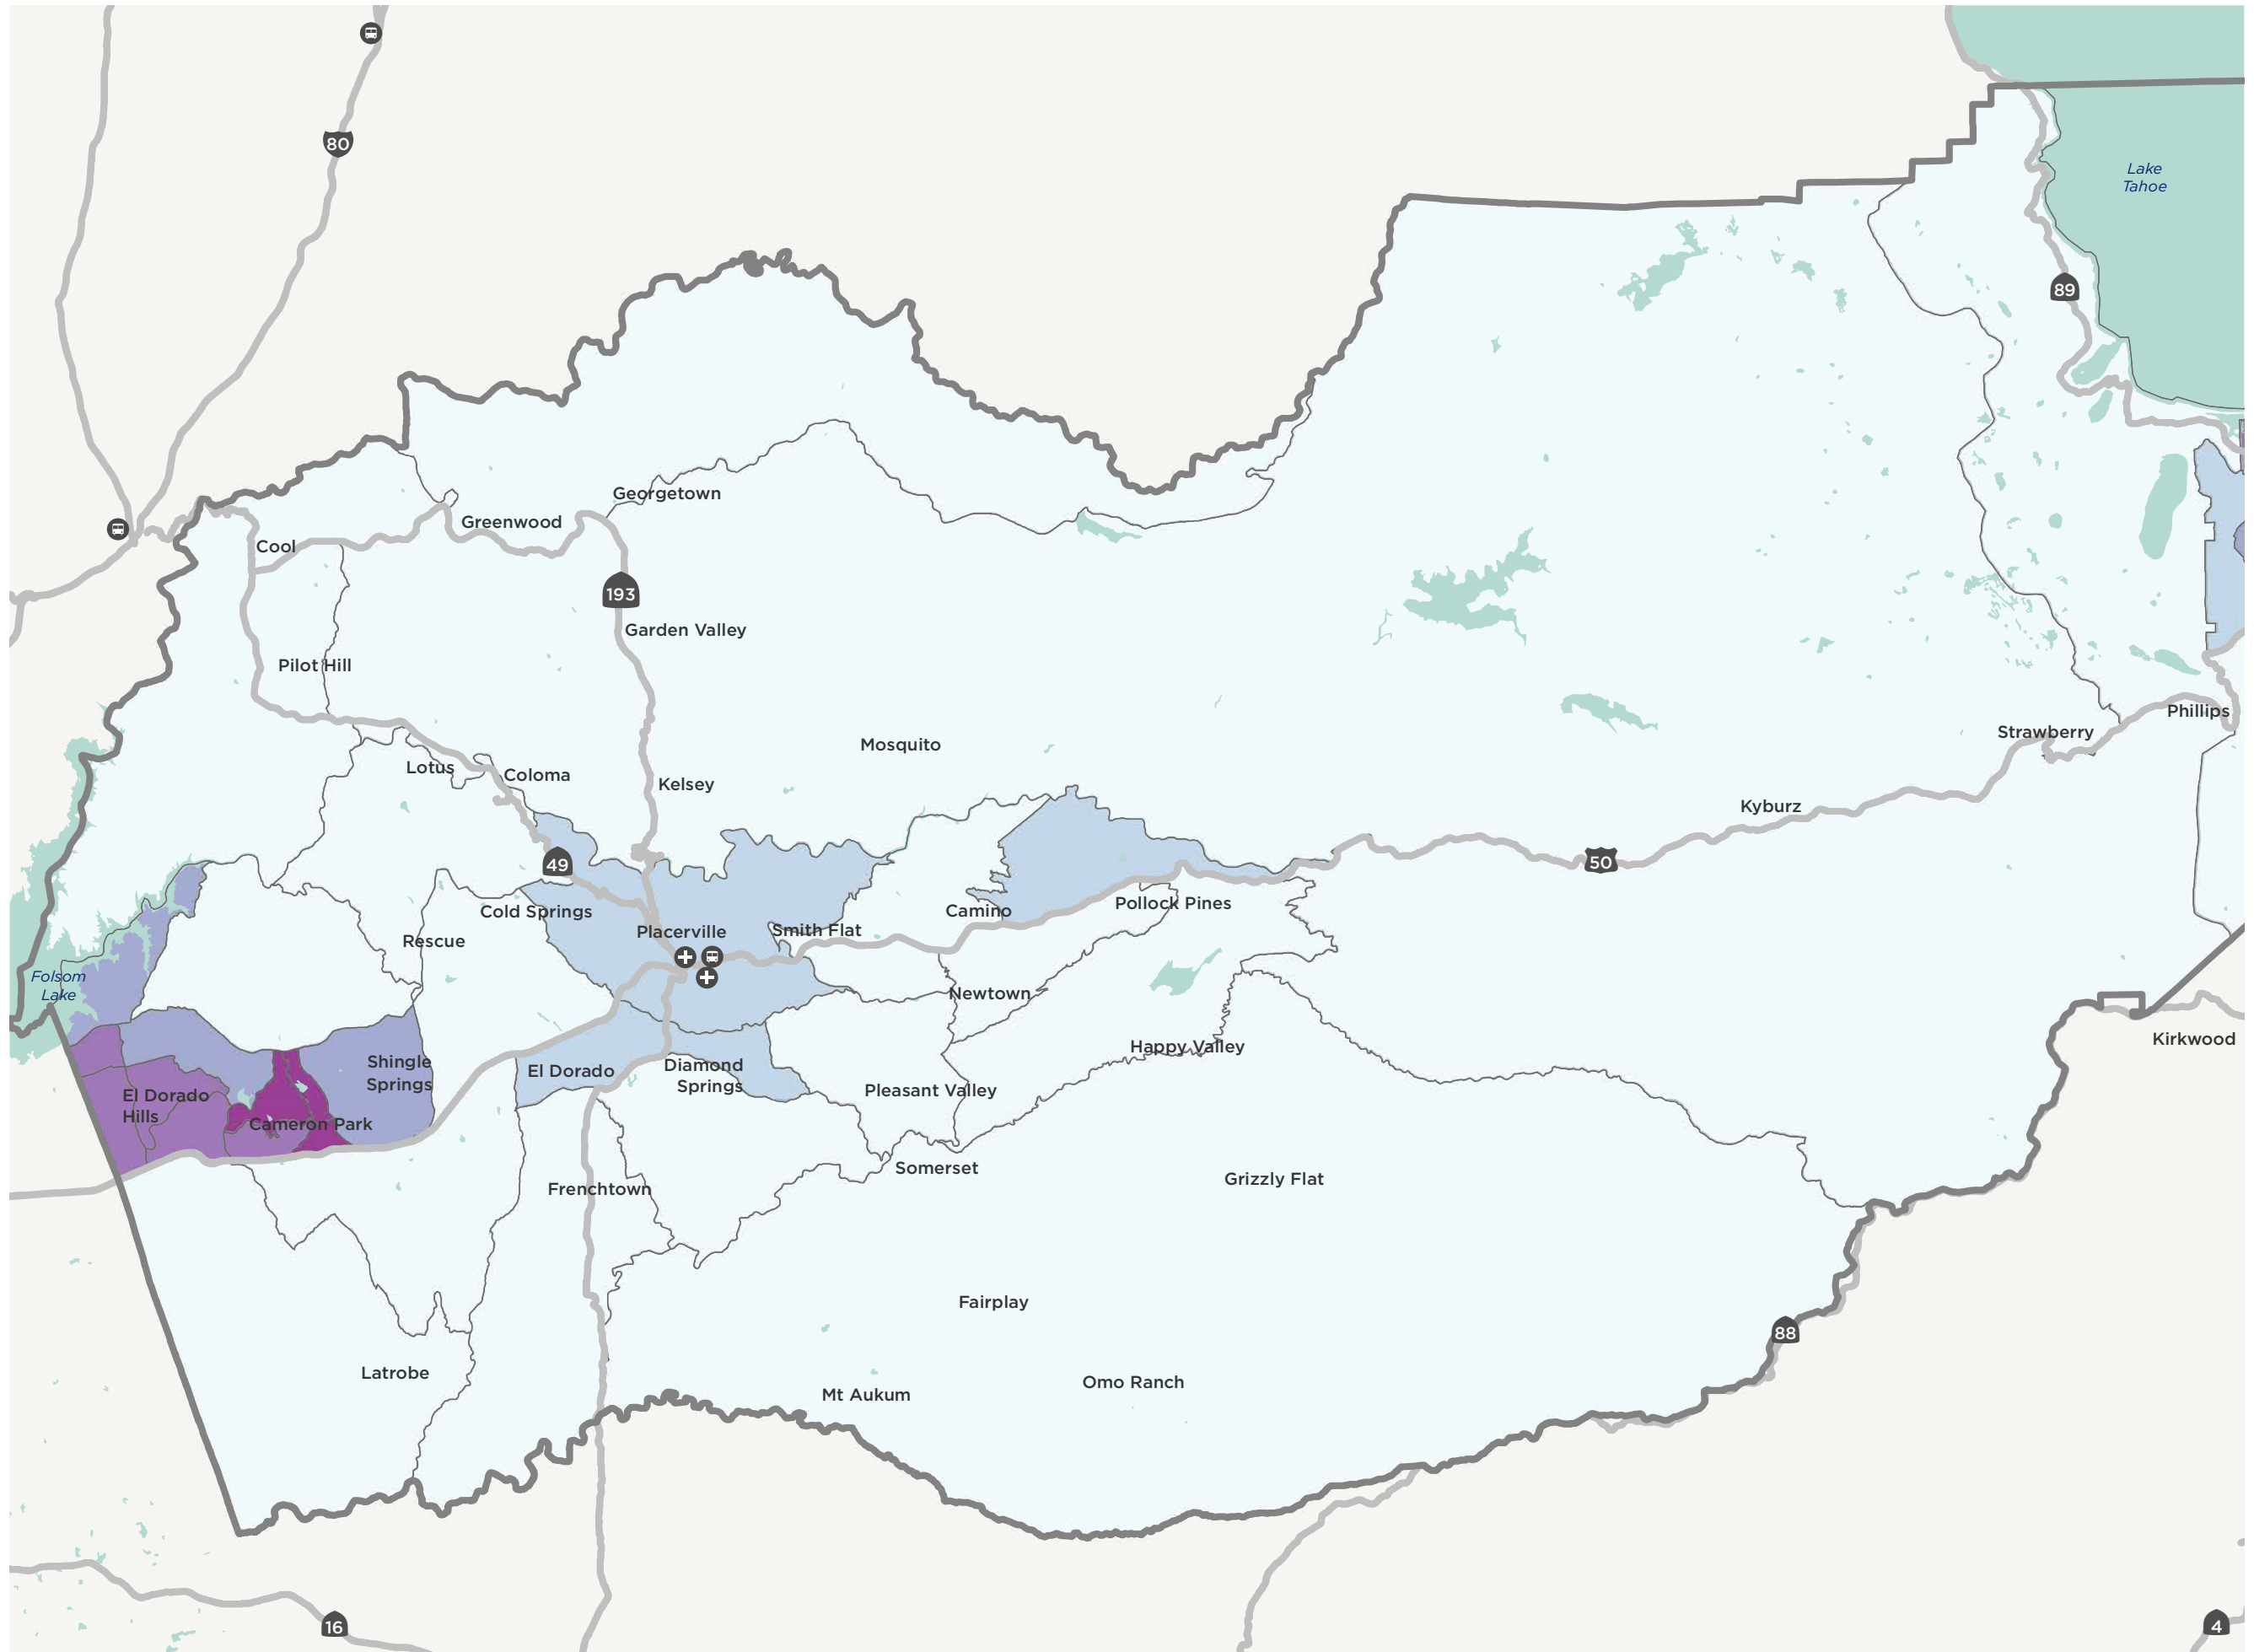 80
Lake
Tahoe
89
Georgetown
Greenwood
Cool
193
Garden Valley
Pilot Hill
Phillips
Strawberry
Mosquito
Lotus
Coloma
Kelsey
Kyburz
49
50
Cold Springs
Camino
Pollock Pines
Placerville
Smith Flat
Rescue
Folsom
Lake
Newtown
Kirkwood
Happy Valley
Shingle
Springs
El Dorado
Diamond
Springs
Pleasant Valley
El Dorado
Hills
Cameron Park
Somerset
Grizzly Flat
Frenchtown
Fairplay
88
Latrobe
Omo Ranch
Mt Aukum
16
4